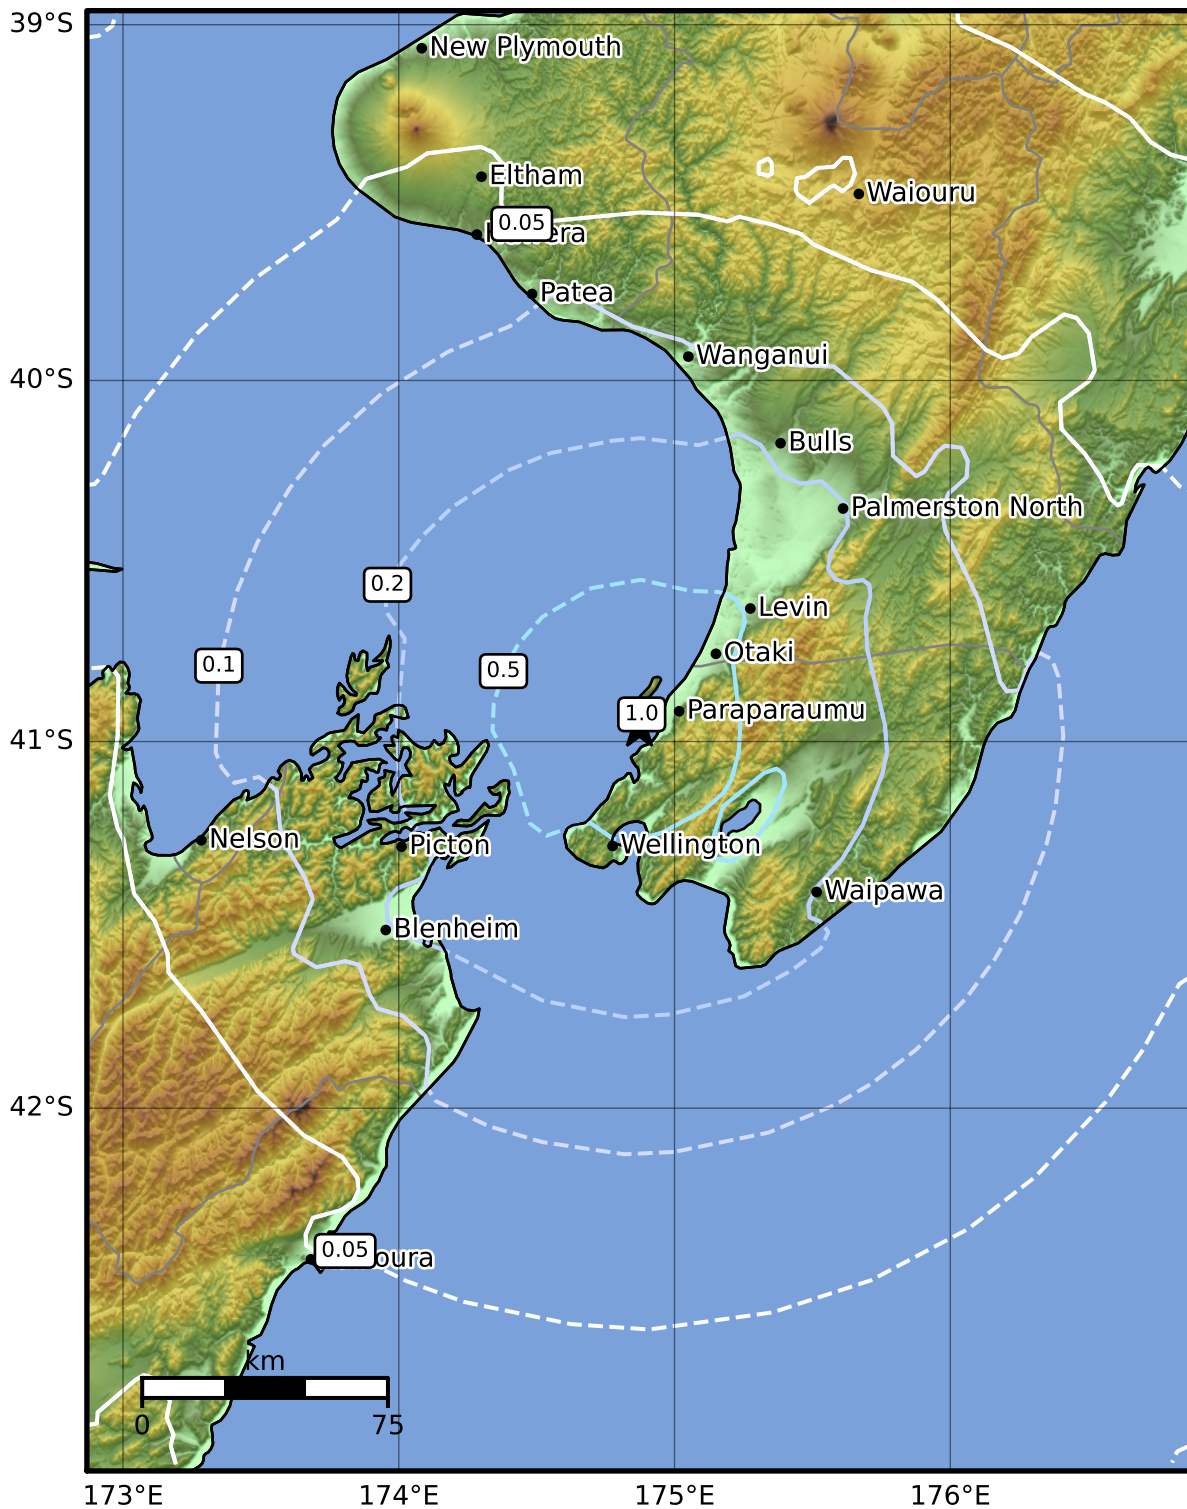 39°S
New Plymouth
Eltham
Waiouru
0.05
Patea
Wanganui
40°S
Bulls
Palmerston North
0.2
Levin
Otaki
0.1
0.5
Paraparaumu
1.0
41°S
Nelson
Picton
Wellington
Waipawa
Blenheim
42°S
0.05
km
0 75
173°E 174°E 175°E 176°E